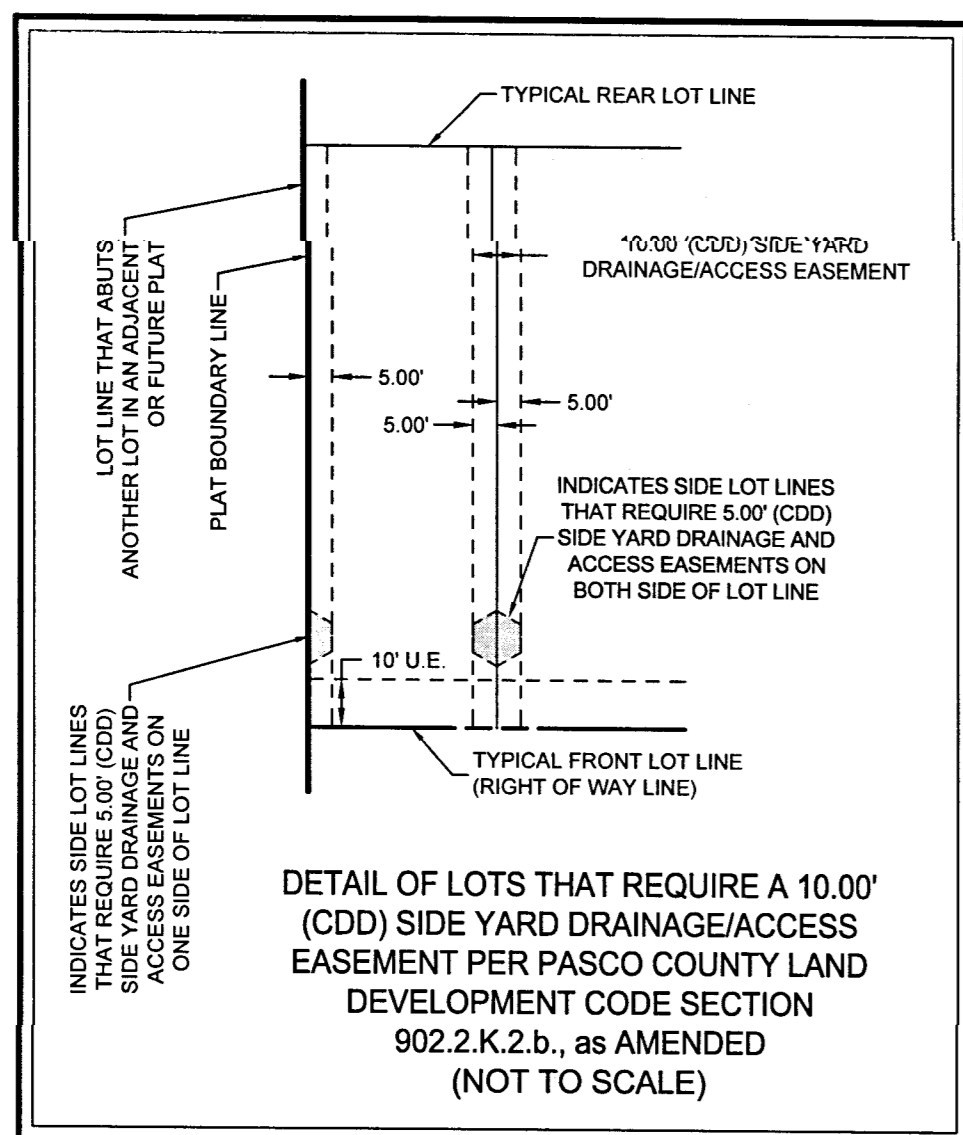 TYPICAL REAR LOT LINE
LOT LINE THAT ABUTS
ANOTHER LOT IN AN ADJACENT
OR FUTURE PLAT
PLAT BOUNDARY LINE
10.00 '(CDD) SIDE YARD
DRAINAGE/ACCESS EASEMENT
5.00'
5.00'
5.00'
INDICATES SIDE LOT LINES
THAT REQUIRE 5.00' (CDD)
SIDE YARD DRAINAGE AND
ACCESS EASEMENTS ON
BOTH SIDE OF LOT LINE
10' U.E.
TYPICAL FRONT LOT LINE
(RIGHT OF WAY LINE)
INDICATES SIDE LOT LINES
THAT REQUIRE 5.00' (CDD)
SIDE YARD DRAINAGE AND
ACCESS EASEMENTS ON
ONE SIDE OF LOT LINE
DETAIL OF LOTS THAT REQUIRE A 10.00'
(CDD) SIDE YARD DRAINAGE/ACCESS
EASEMENT PER PASCO COUNTY LAND
DEVELOPMENT CODE SECTION
902.2.K.2.b., as AMENDED
(NOT TO SCALE)